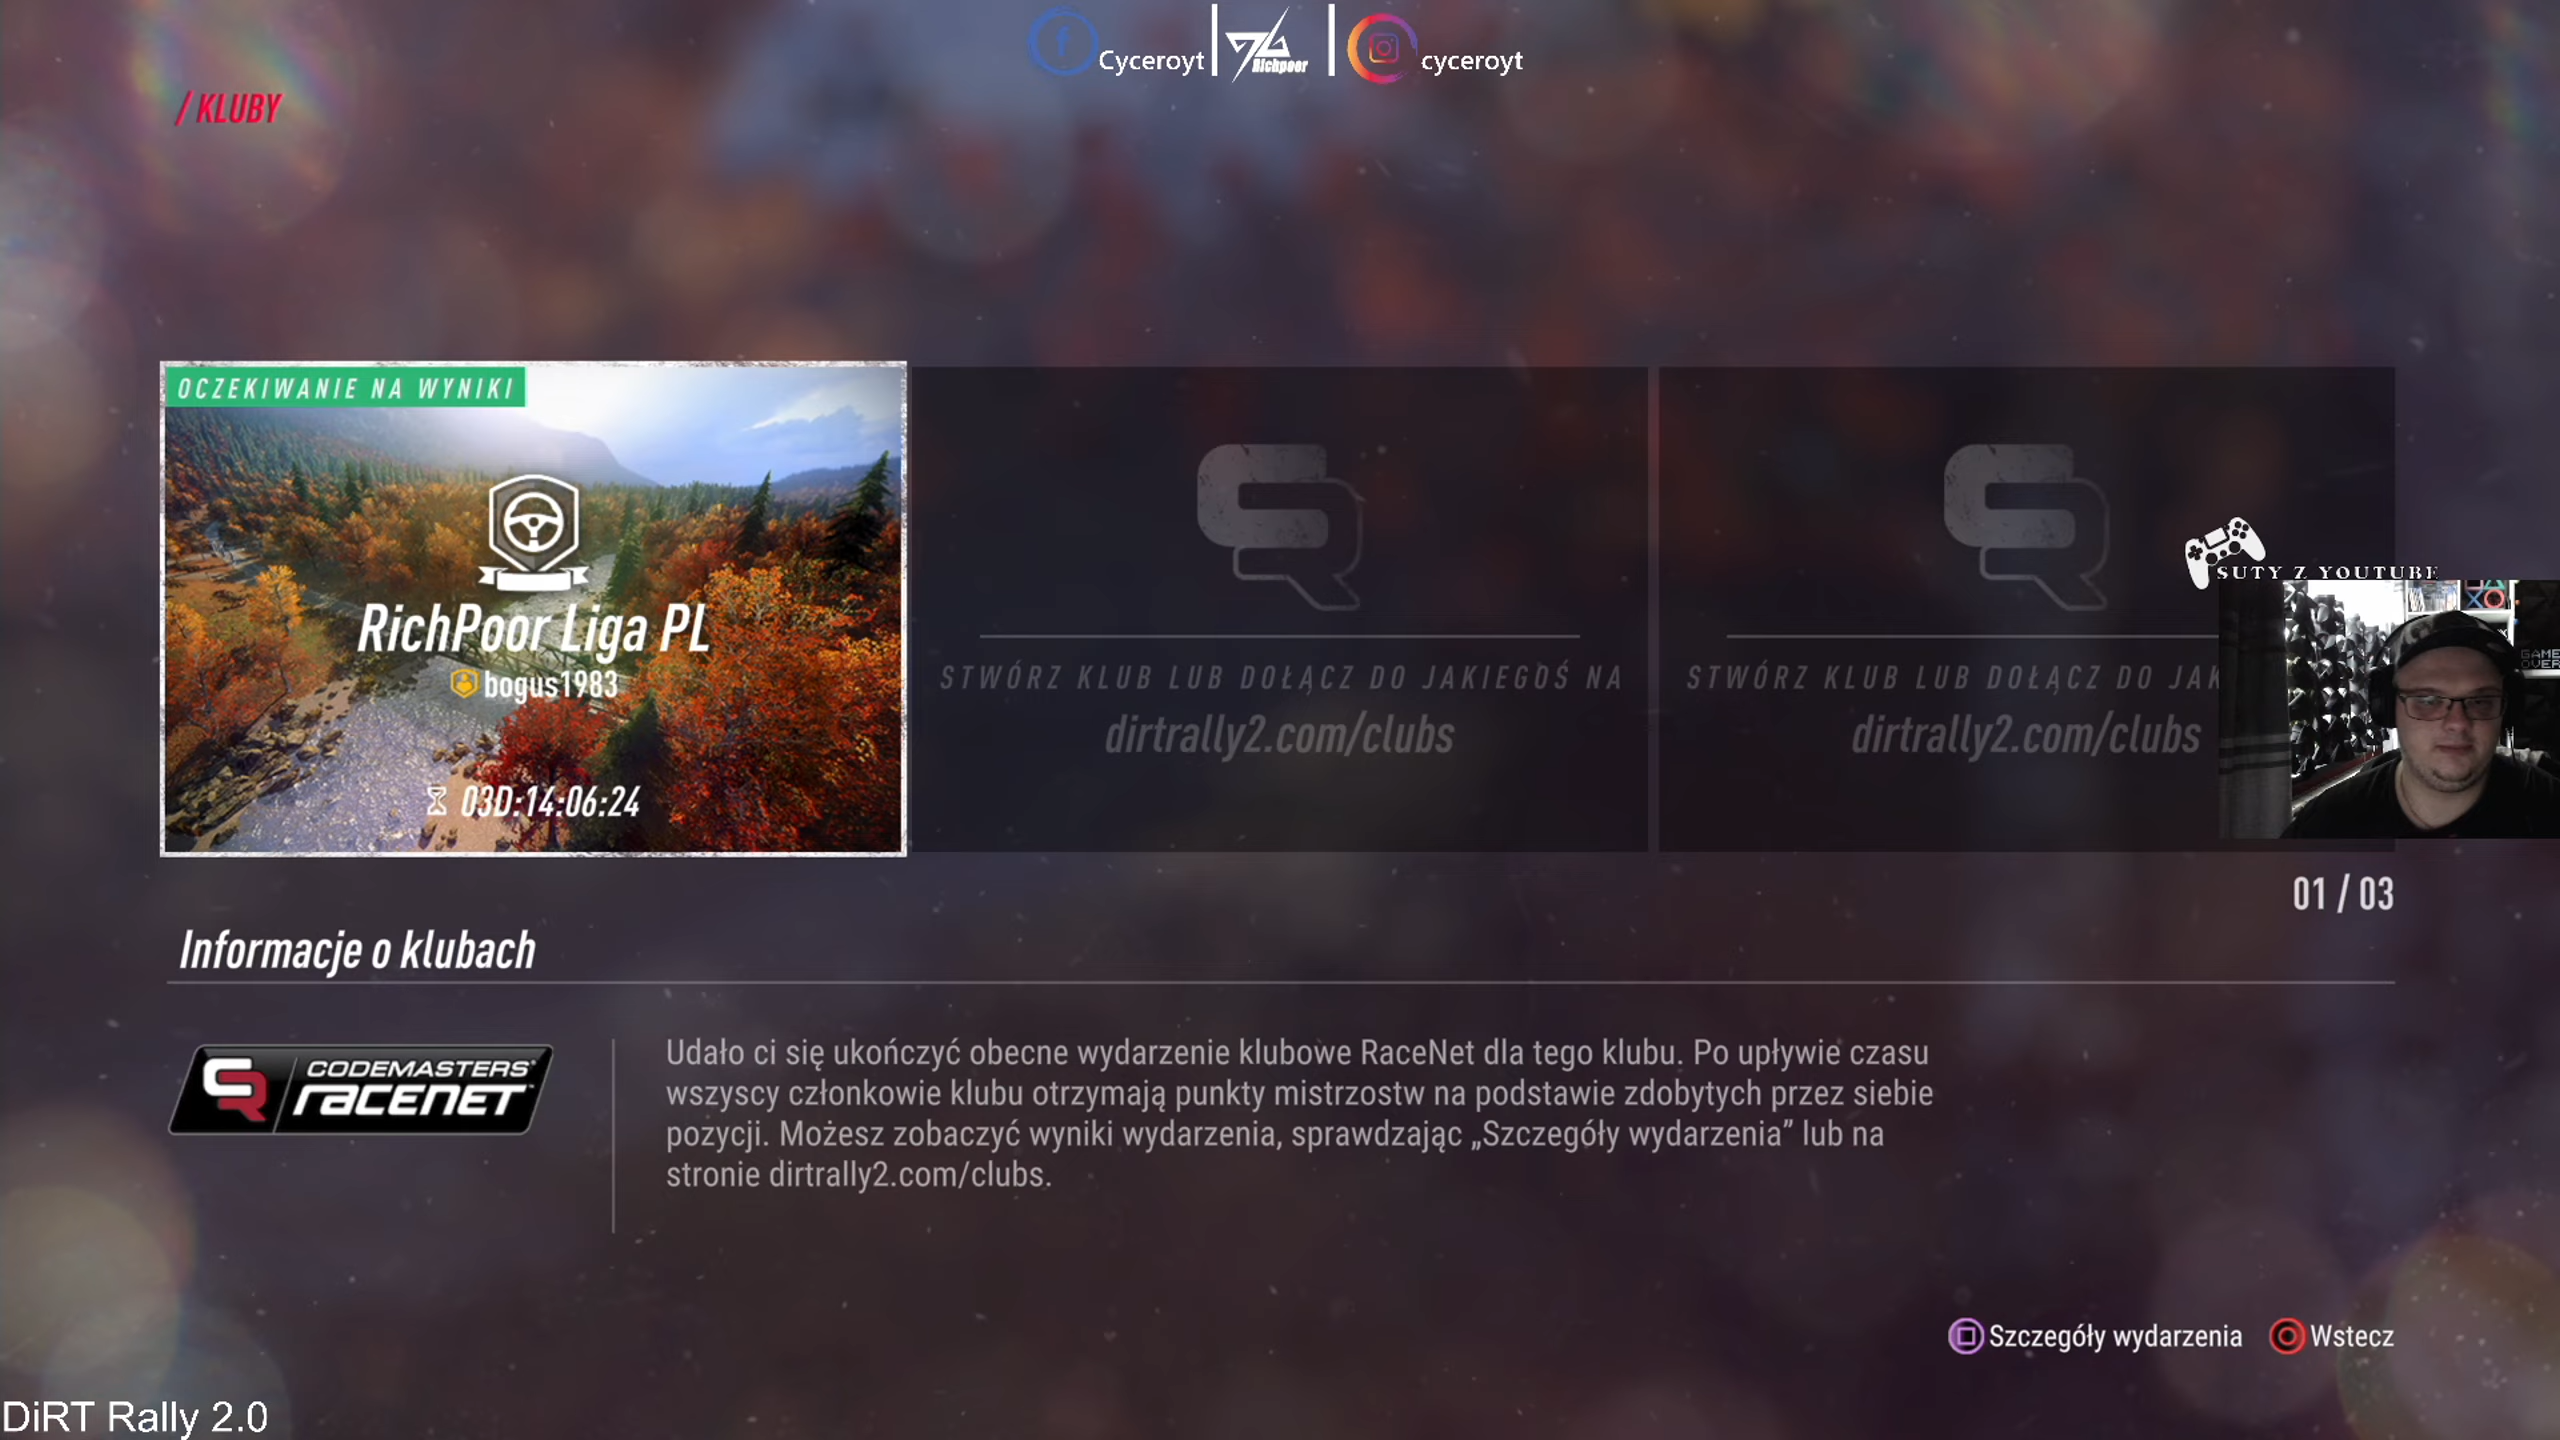 Cyceroyt
Richpoor
cyceroyt
/ KLUBY
OCZEKIWANIE NA WYNIKI
RichPoor Liga PL
bogus1983
03D:14:06:24
STWÓRZ KLUB LUB DOŁĄCZ DO JAKIEGOŚ NA
dirtrally2.com/clubs
STWÓRZ KLUB LUB DOŁĄCZ DO JAK
dirtrally2.com/clubs
SUTY Z YOUTUBE
GAME
OVER
01 / 03
Informacje o klubach
CODEMASTERS
racenet
Udało ci się ukończyć obecne wydarzenie klubowe RaceNet dla tego klubu. Po upływie czasu
wszyscy członkowie klubu otrzymają punkty mistrzostw na podstawie zdobytych przez siebie
pozycji. Możesz zobaczyć wyniki wydarzenia, sprawdzając „Szczegóły wydarzenia” lub na
stronie dirtrally2.com/clubs.
Szczegóły wydarzenia
Wstecz
DiRT Rally 2.0